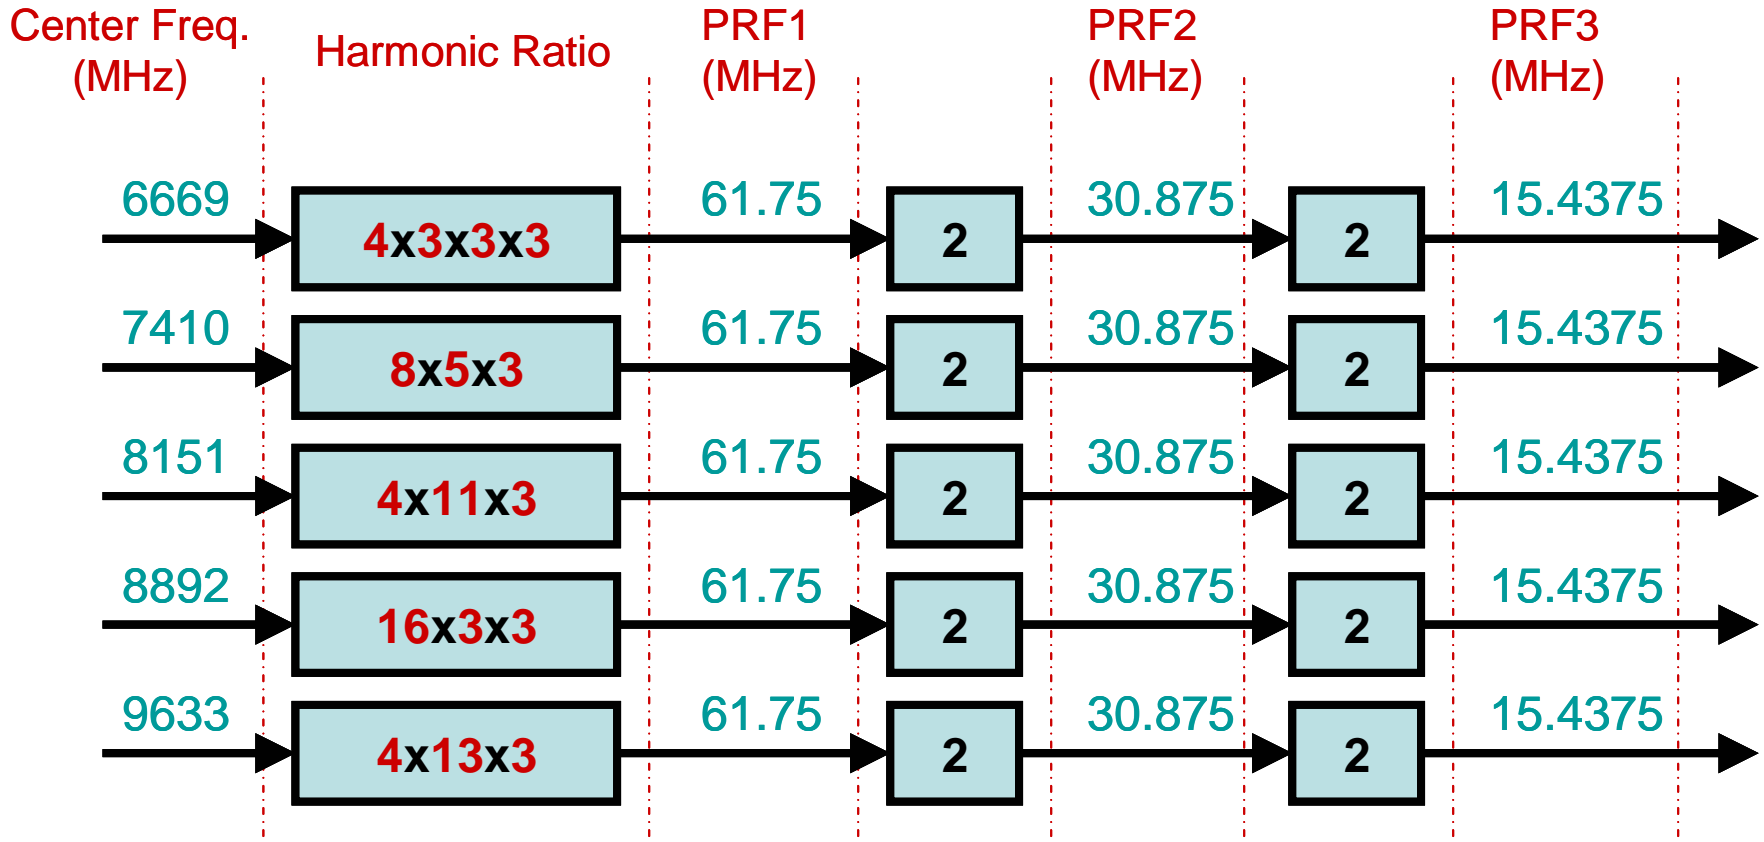 Center Freq.
(MHz)
Harmonic Ratio
PRF1
(MHz)
PRF2
(MHz)
PRF3
(MHz)
6669
4x3x3x3
61.75
2
30.875
2
15.4375
7410
8x5x3
61.75
2
30.875
2
15.4375
8151
4x11x3
61.75
2
30.875
2
15.4375
8892
16x3x3
61.75
2
30.875
2
15.4375
9633
4x13x3
61.75
2
30.875
2
15.4375